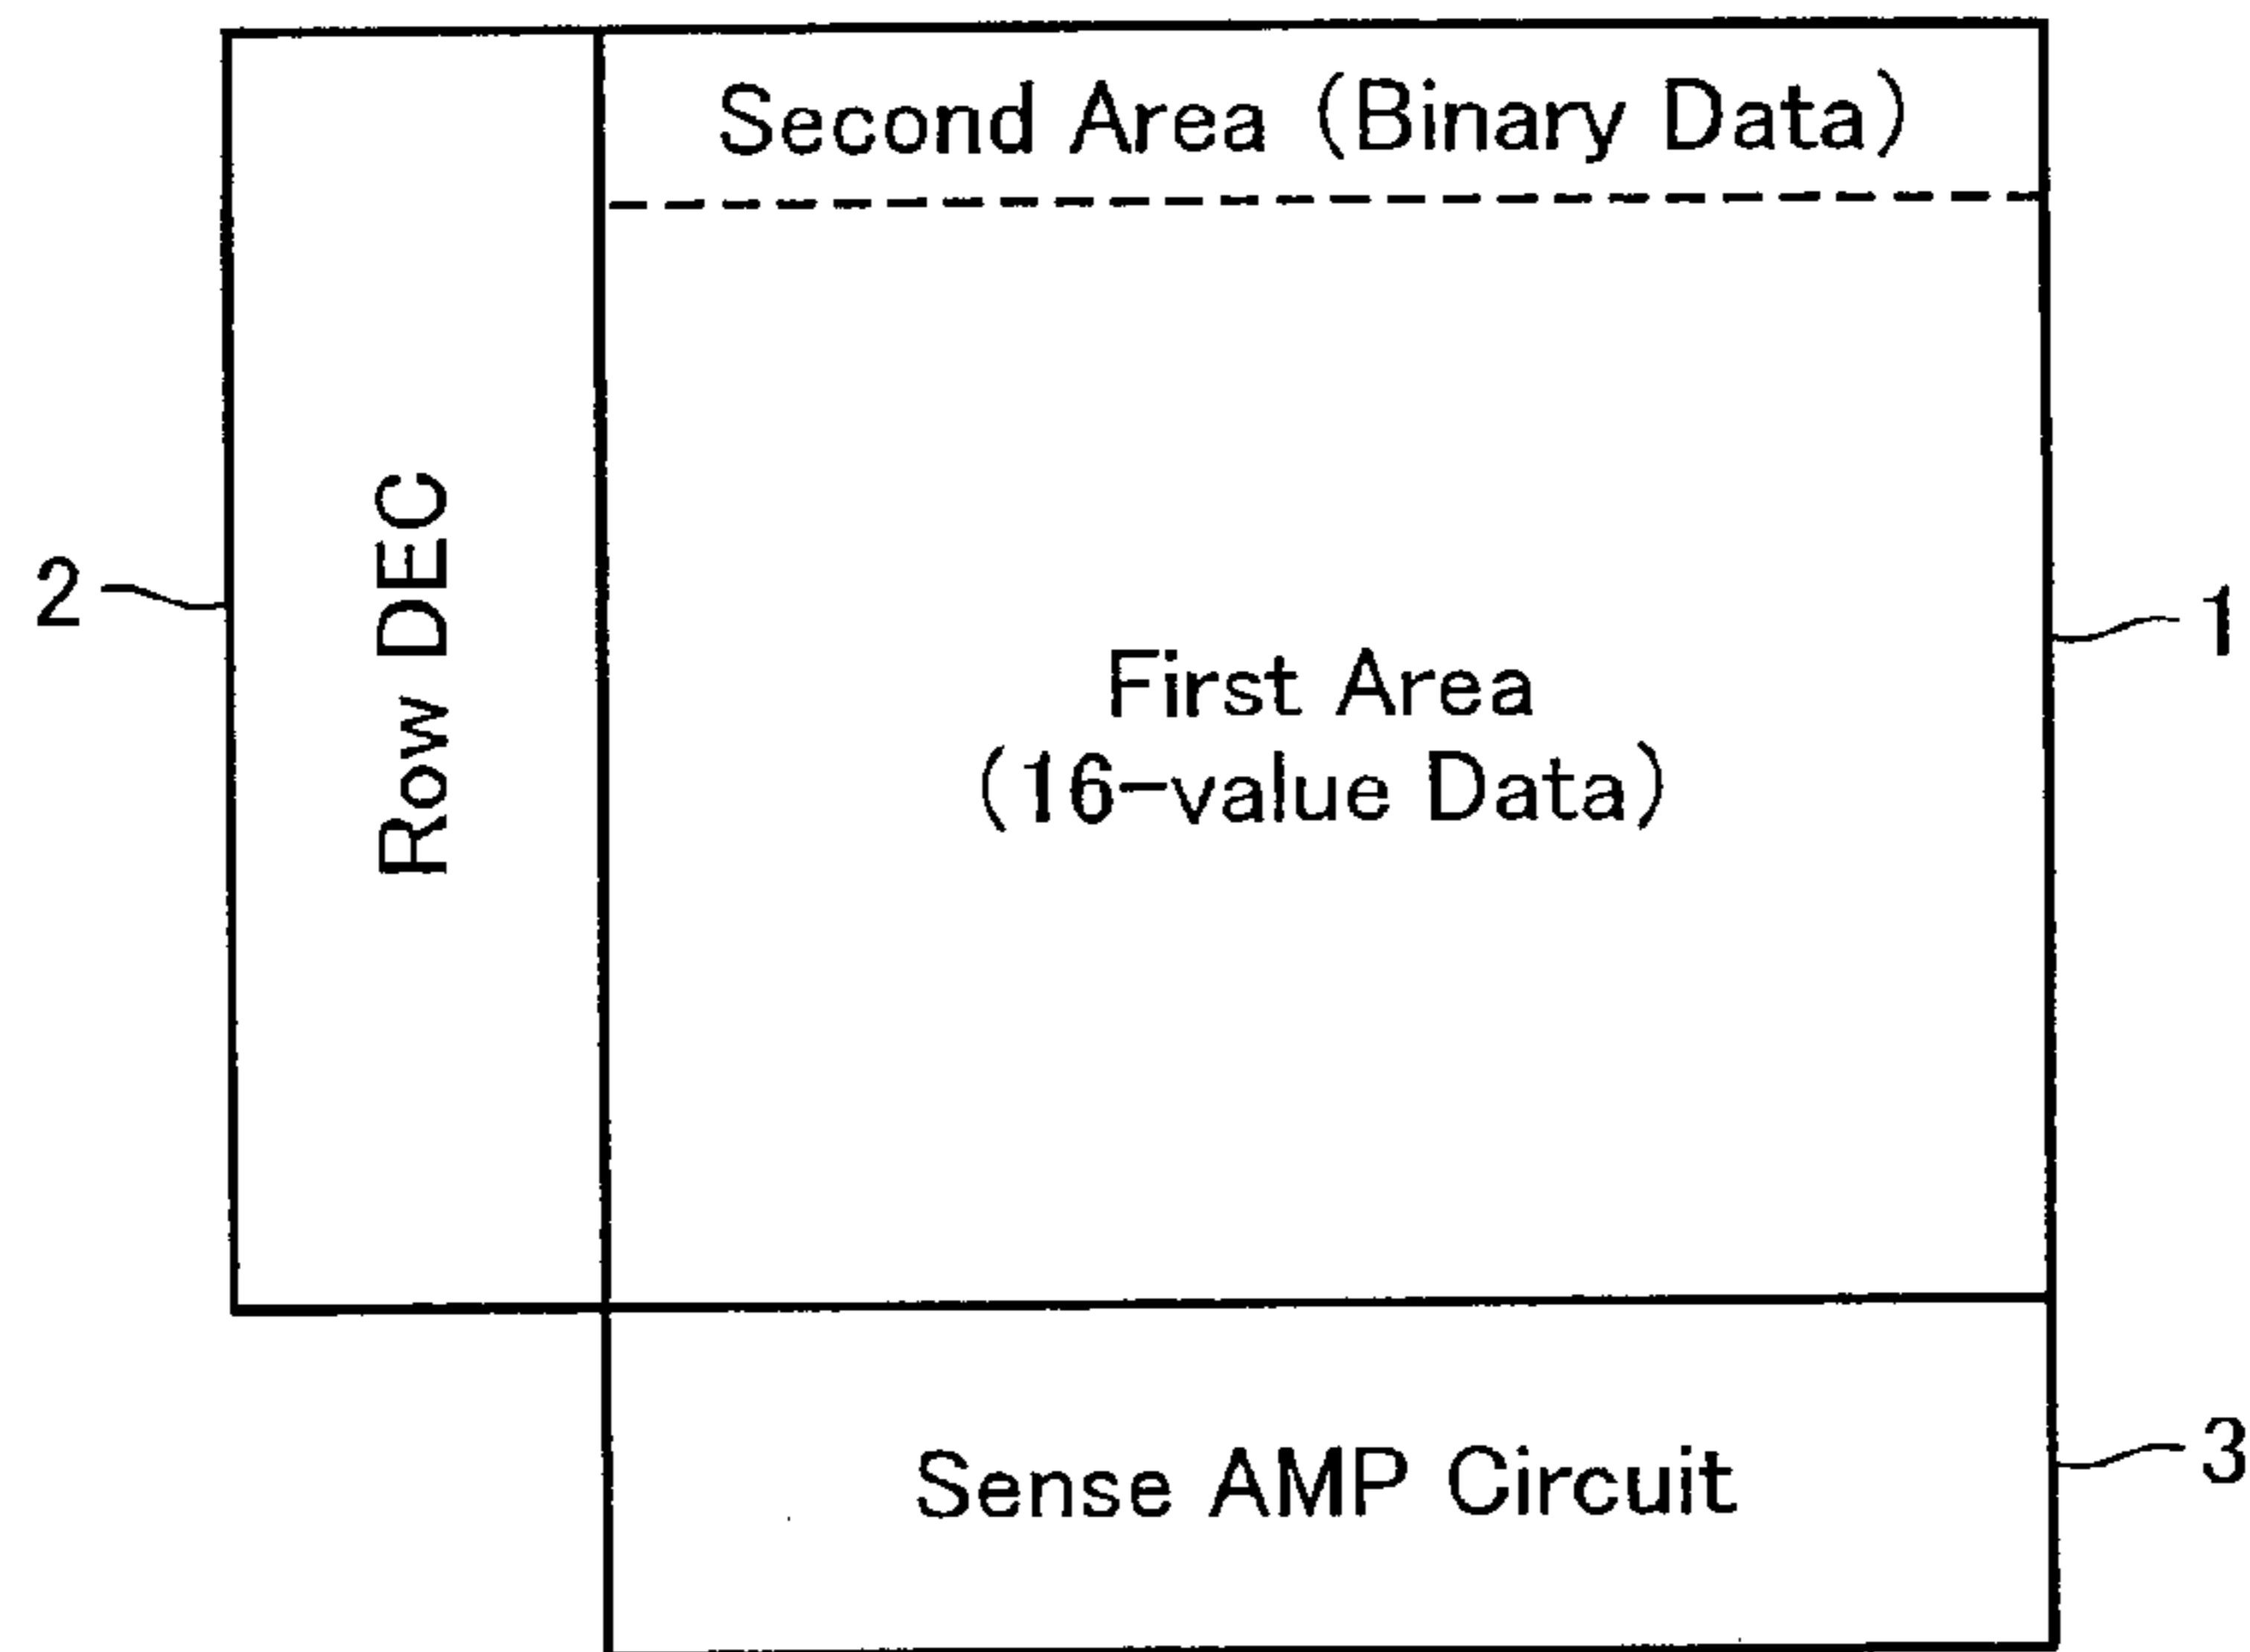 Second Area (Binary Data)
Row DEC
2
1
First Area
(16-value Data)
Sense AMP Circuit
3